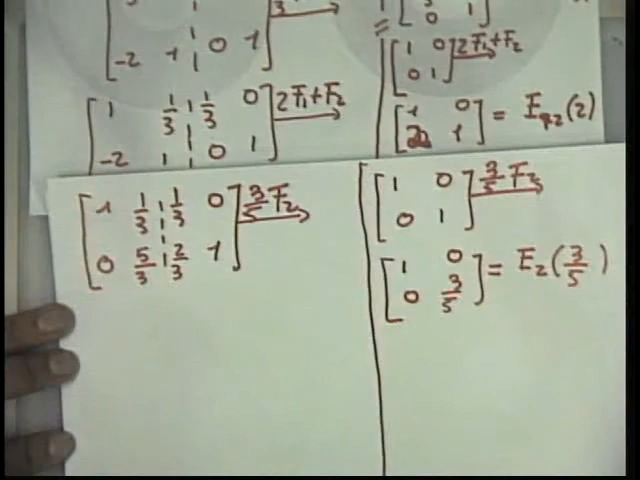 -2 1 ¦ 0 1
0 1
= [1 0; 0 1] 2F₁+F₂
[1 1/3 ¦ 1/3 0; -2 1 ¦ 0 1] 2F₁+F₂
[1 0; 2 1] = E₁₂(2)
[1 1/3 ¦ 1/3 0; 0 5/3 ¦ 2/3 1] 3/5 F₂
[1 0; 0 1] 3/5 F₂
[1 0; 0 3/5] = E₂(3/5)